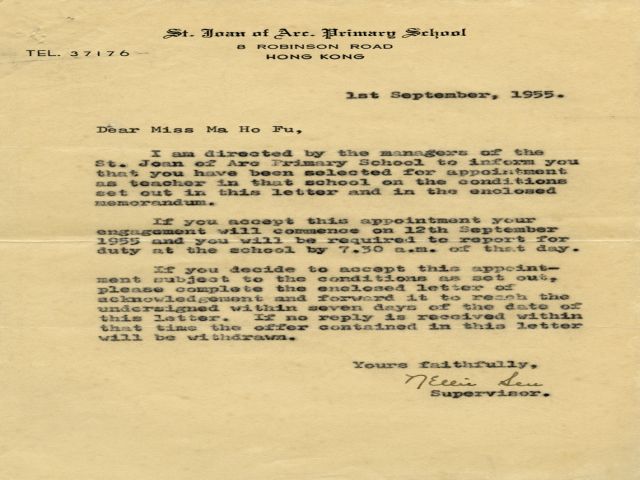 St. Joan of Arc. Primary School
8 ROBINSON ROAD
TEL. 37176
HONG KONG
1st September, 1955.
Dear Miss Ma Ho Fu,
I am directed by the managers of the
St. Joan of Arc Primary School to inform you
that you have been selected for appointment
as teacher in that school on the conditions
set out in this letter and in the enclosed
memorandum.
If you accept this appointment your
engagement will commence on 12th September
1955 and you will be required to report for
duty at the school by 7.30 a.m. of that day.
If you decide to accept this appoint-
ment subject to the conditions as set out,
please complete the enclosed letter of
acknowledgement and forward it to reach the
undersigned within seven days of the date of
this letter. If no reply is received within
that time the offer contained in this letter
will be withdrawn.
Yours faithfully,
Nellie Sen
Supervisor.